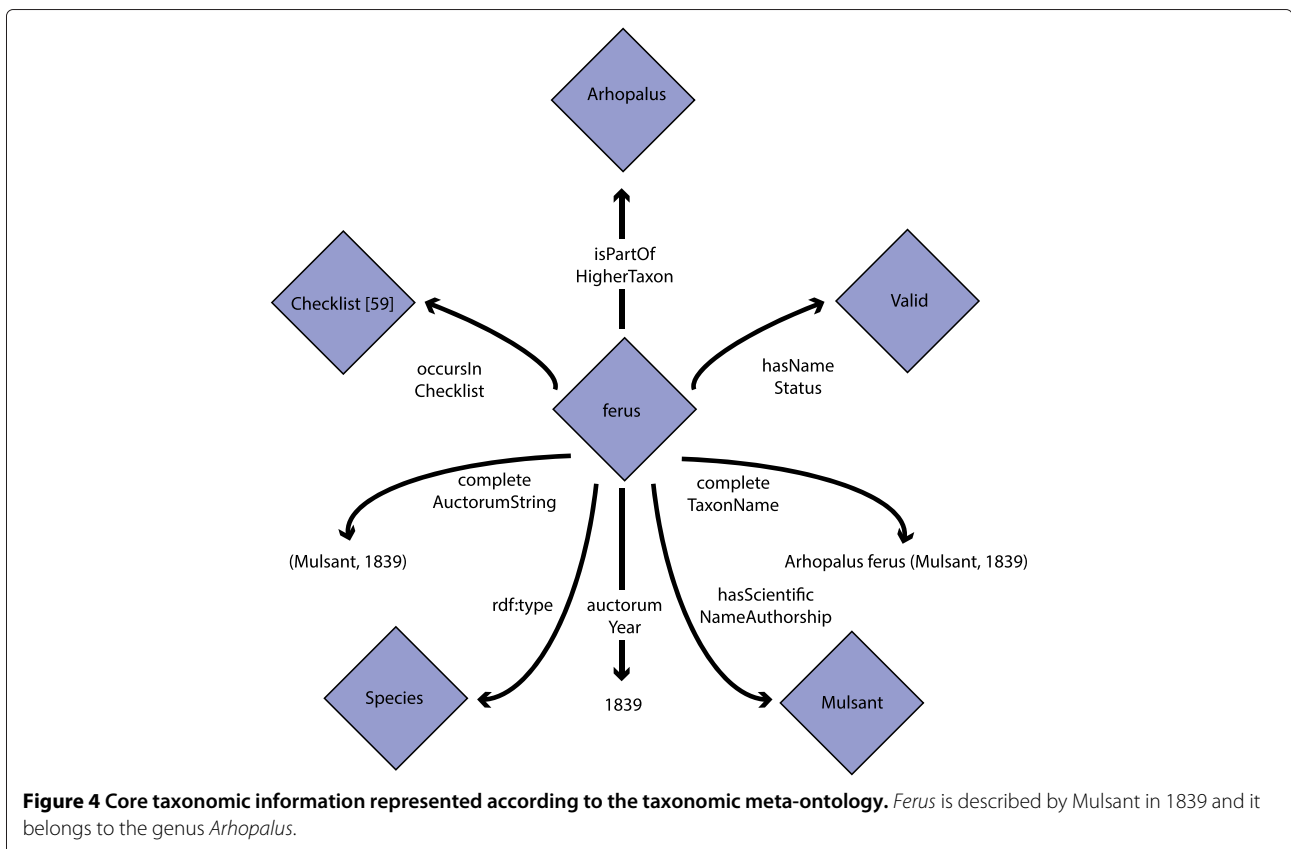 Arhopalus
isPartOf
HigherTaxon
Checklist [59]
Valid
occursIn
Checklist
hasName
Status
ferus
complete
AuctorumString
complete
TaxonName
(Mulsant, 1839)
Arhopalus ferus (Mulsant, 1839)
rdf:type
auctorum
Year
hasScientific
NameAuthorship
Species
1839
Mulsant
Figure 4 Core taxonomic information represented according to the taxonomic meta-ontology. Ferus is described by Mulsant in 1839 and it
belongs to the genus Arhopalus.